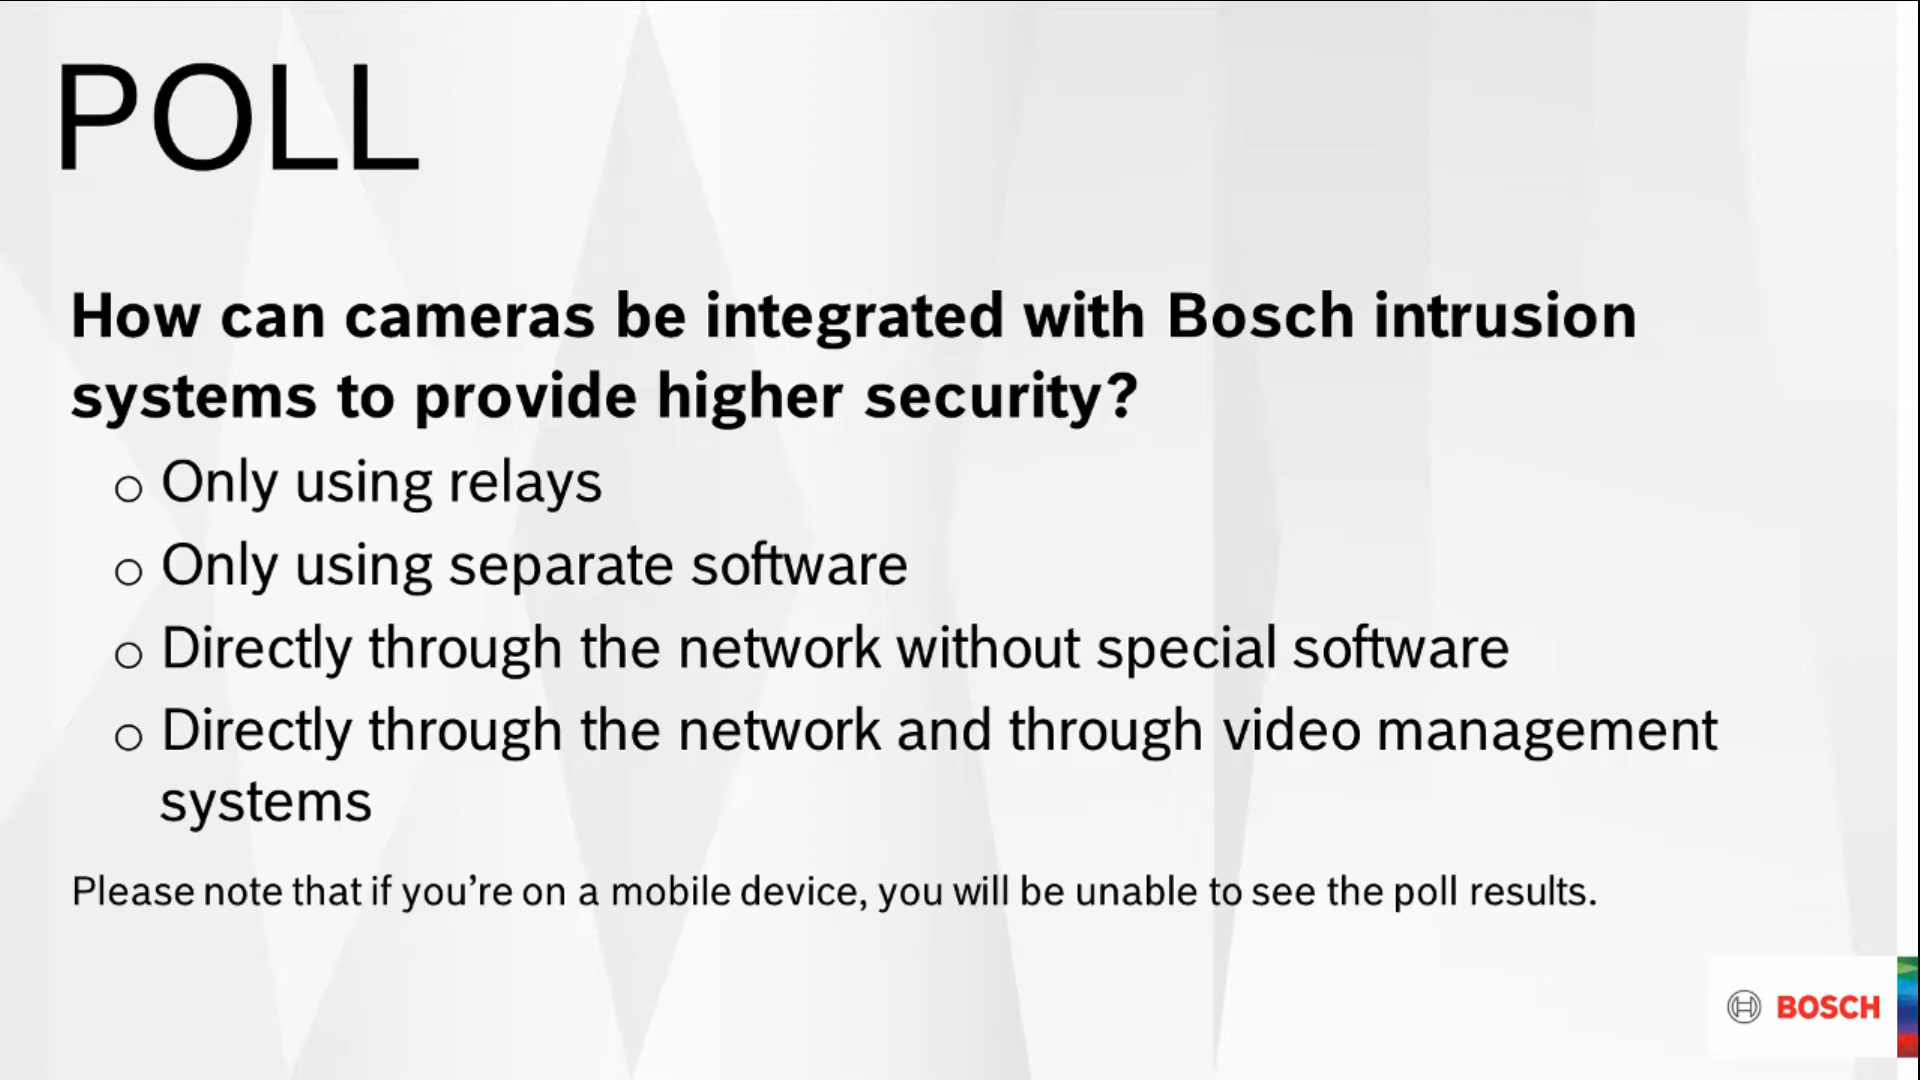 POLL
How can cameras be integrated with Bosch intrusion
systems to provide higher security?
Only using relays
Only using separate software
Directly through the network without special software
Directly through the network and through video management
systems
Please note that if you’re on a mobile device, you will be unable to see the poll results.
BOSCH